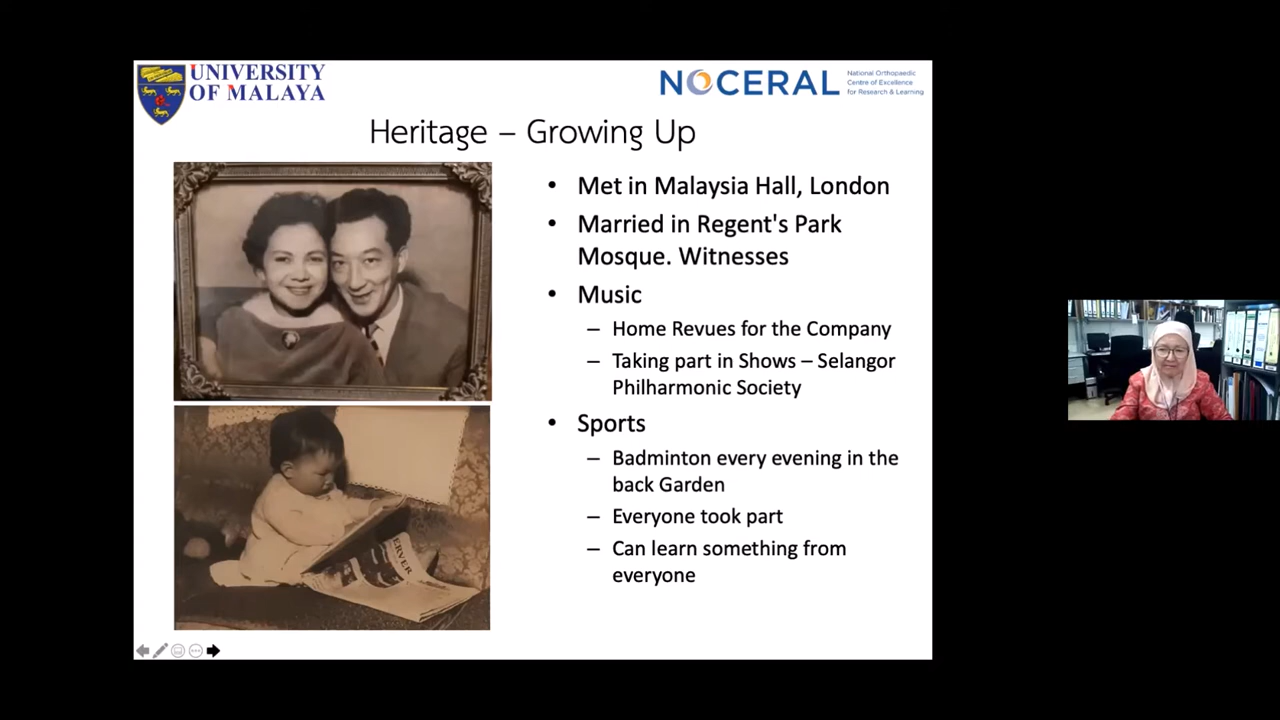 UNIVERSITY
OF MALAYA
NOCERAL
National Orthopaedic
Centre of Excellence
for Research & Learning
Heritage – Growing Up
• Met in Malaysia Hall, London
• Married in Regent's Park
Mosque. Witnesses
• Music
– Home Revues for the Company
– Taking part in Shows – Selangor
Philharmonic Society
• Sports
– Badminton every evening in the
back Garden
– Everyone took part
– Can learn something from
everyone
ERVER